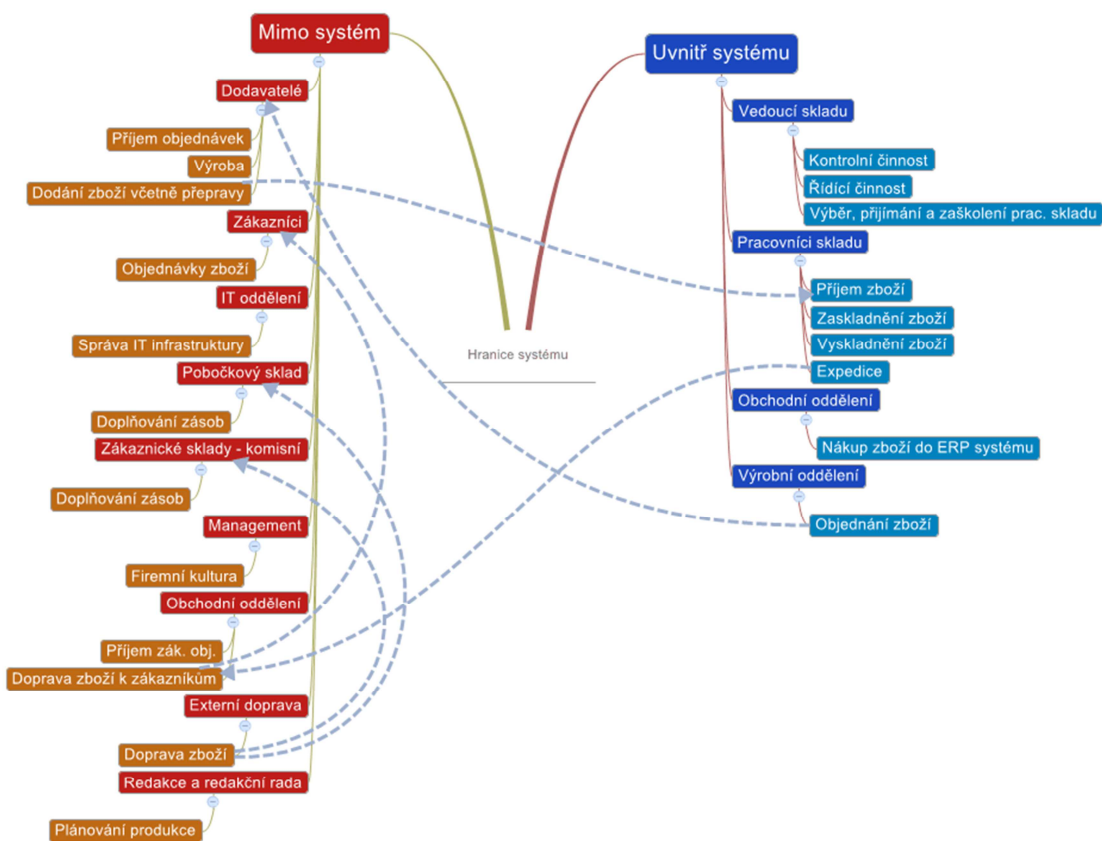 Mimo systém
Dodavatelé
Příjem objednávek
Výroba
Dodání zboží včetně přepravy
Zákazníci
Objednávky zboží
IT oddělení
Správa IT infrastruktury
Pobočkový sklad
Doplňování zásob
Zákaznické sklady - komisní
Doplňování zásob
Management
Firemní kultura
Obchodní oddělení
Příjem zák. obj.
Doprava zboží k zákazníkům
Externí doprava
Doprava zboží
Redakce a redakční rada
Plánování produkce
Hranice systému
Uvnitř systému
Vedoucí skladu
Kontrolní činnost
Řídící činnost
Výběr, přijímání a zaškolení prac. skladu
Pracovníci skladu
Příjem zboží
Zaskladnění zboží
Vyskladnění zboží
Expedice
Obchodní oddělení
Nákup zboží do ERP systému
Výrobní oddělení
Objednání zboží